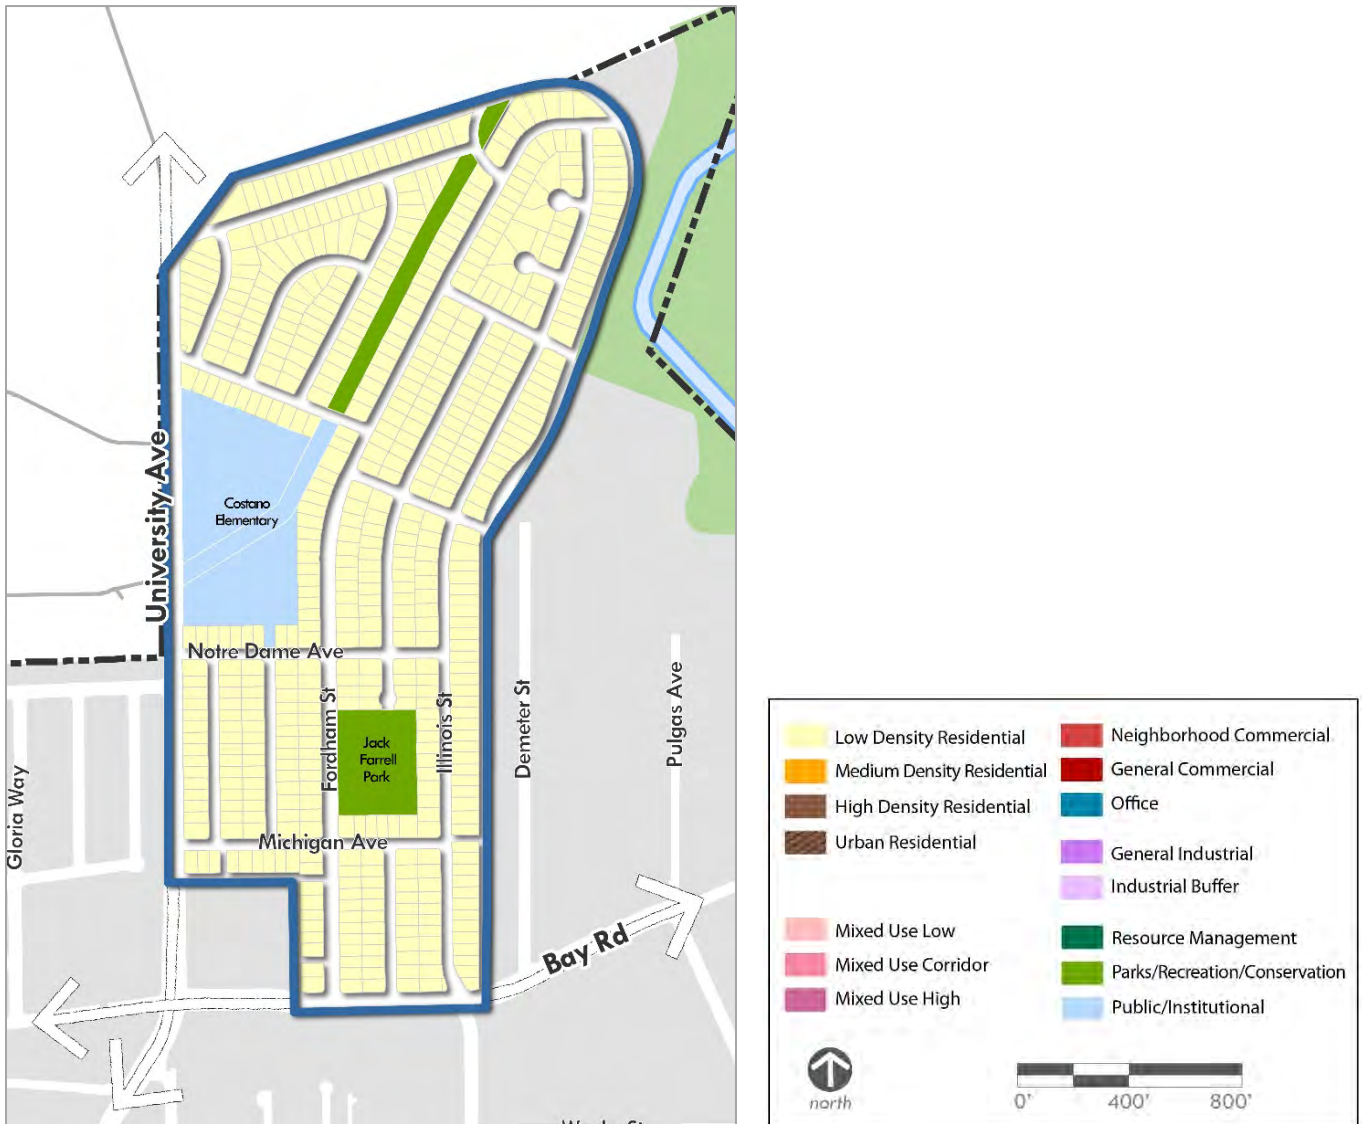 University Ave
Costano
Elementary
Notre Dame Ave
Fordham St
Jack
Farrell
Park
Illinois St
Demeter St
Pulgas Ave
Gloria Way
Michigan Ave
Bay Rd
Low Density Residential
Medium Density Residential
High Density Residential
Urban Residential
Mixed Use Low
Mixed Use Corridor
Mixed Use High
Neighborhood Commercial
General Commercial
Office
General Industrial
Industrial Buffer
Resource Management
Parks/Recreation/Conservation
Public/Institutional
north
0' 400' 800'